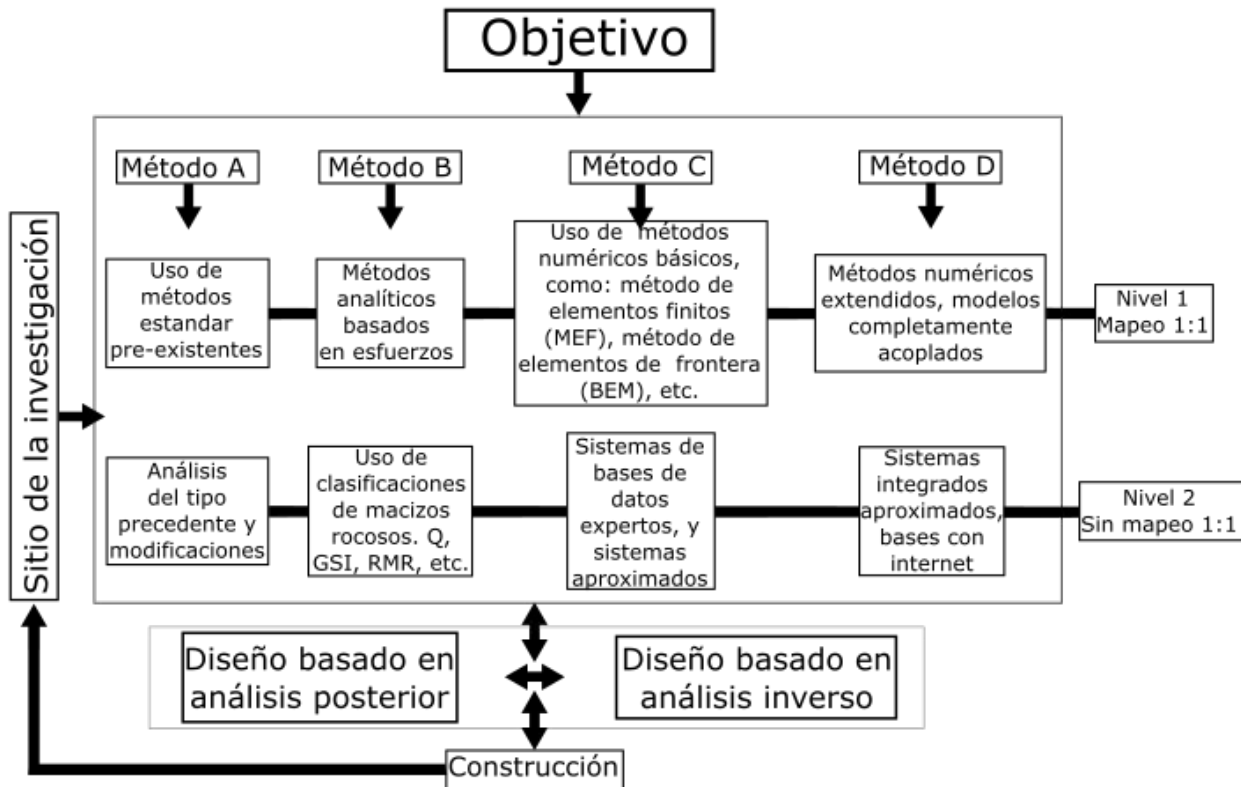 Objetivo
Método A
Método B
Método C
Método D
Sitio de la investigación
Uso de
métodos
estandar
pre-existentes
Métodos
analíticos
basados
en esfuerzos
Uso de métodos
numéricos básicos,
como: método de
elementos finitos
(MEF), método de
elementos de frontera
(BEM), etc.
Métodos numéricos
extendidos, modelos
completamente
acoplados
Nivel 1
Mapeo 1:1
Análisis
del tipo
precedente y
modificaciones
Uso de
clasificaciones
de macizos
rocosos. Q,
GSI, RMR, etc.
Sistemas de
bases de
datos
expertos, y
sistemas
aproximados
Sistemas
integrados
aproximados,
bases con
internet
Nivel 2
Sin mapeo 1:1
Diseño basado en
análisis posterior
Diseño basado en
análisis inverso
Construcción